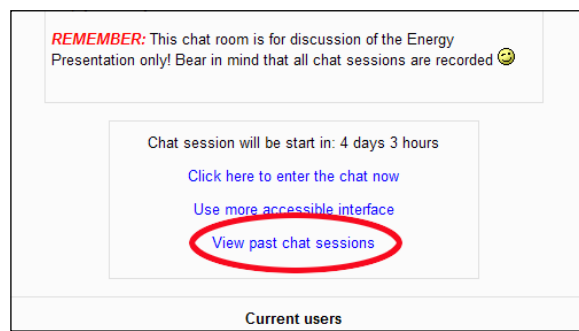 REMEMBER: This chat room is for discussion of the Energy
Presentation only! Bear in mind that all chat sessions are recorded
Chat session will be start in: 4 days 3 hours
Click here to enter the chat now
Use more accessible interface
View past chat sessions
Current users